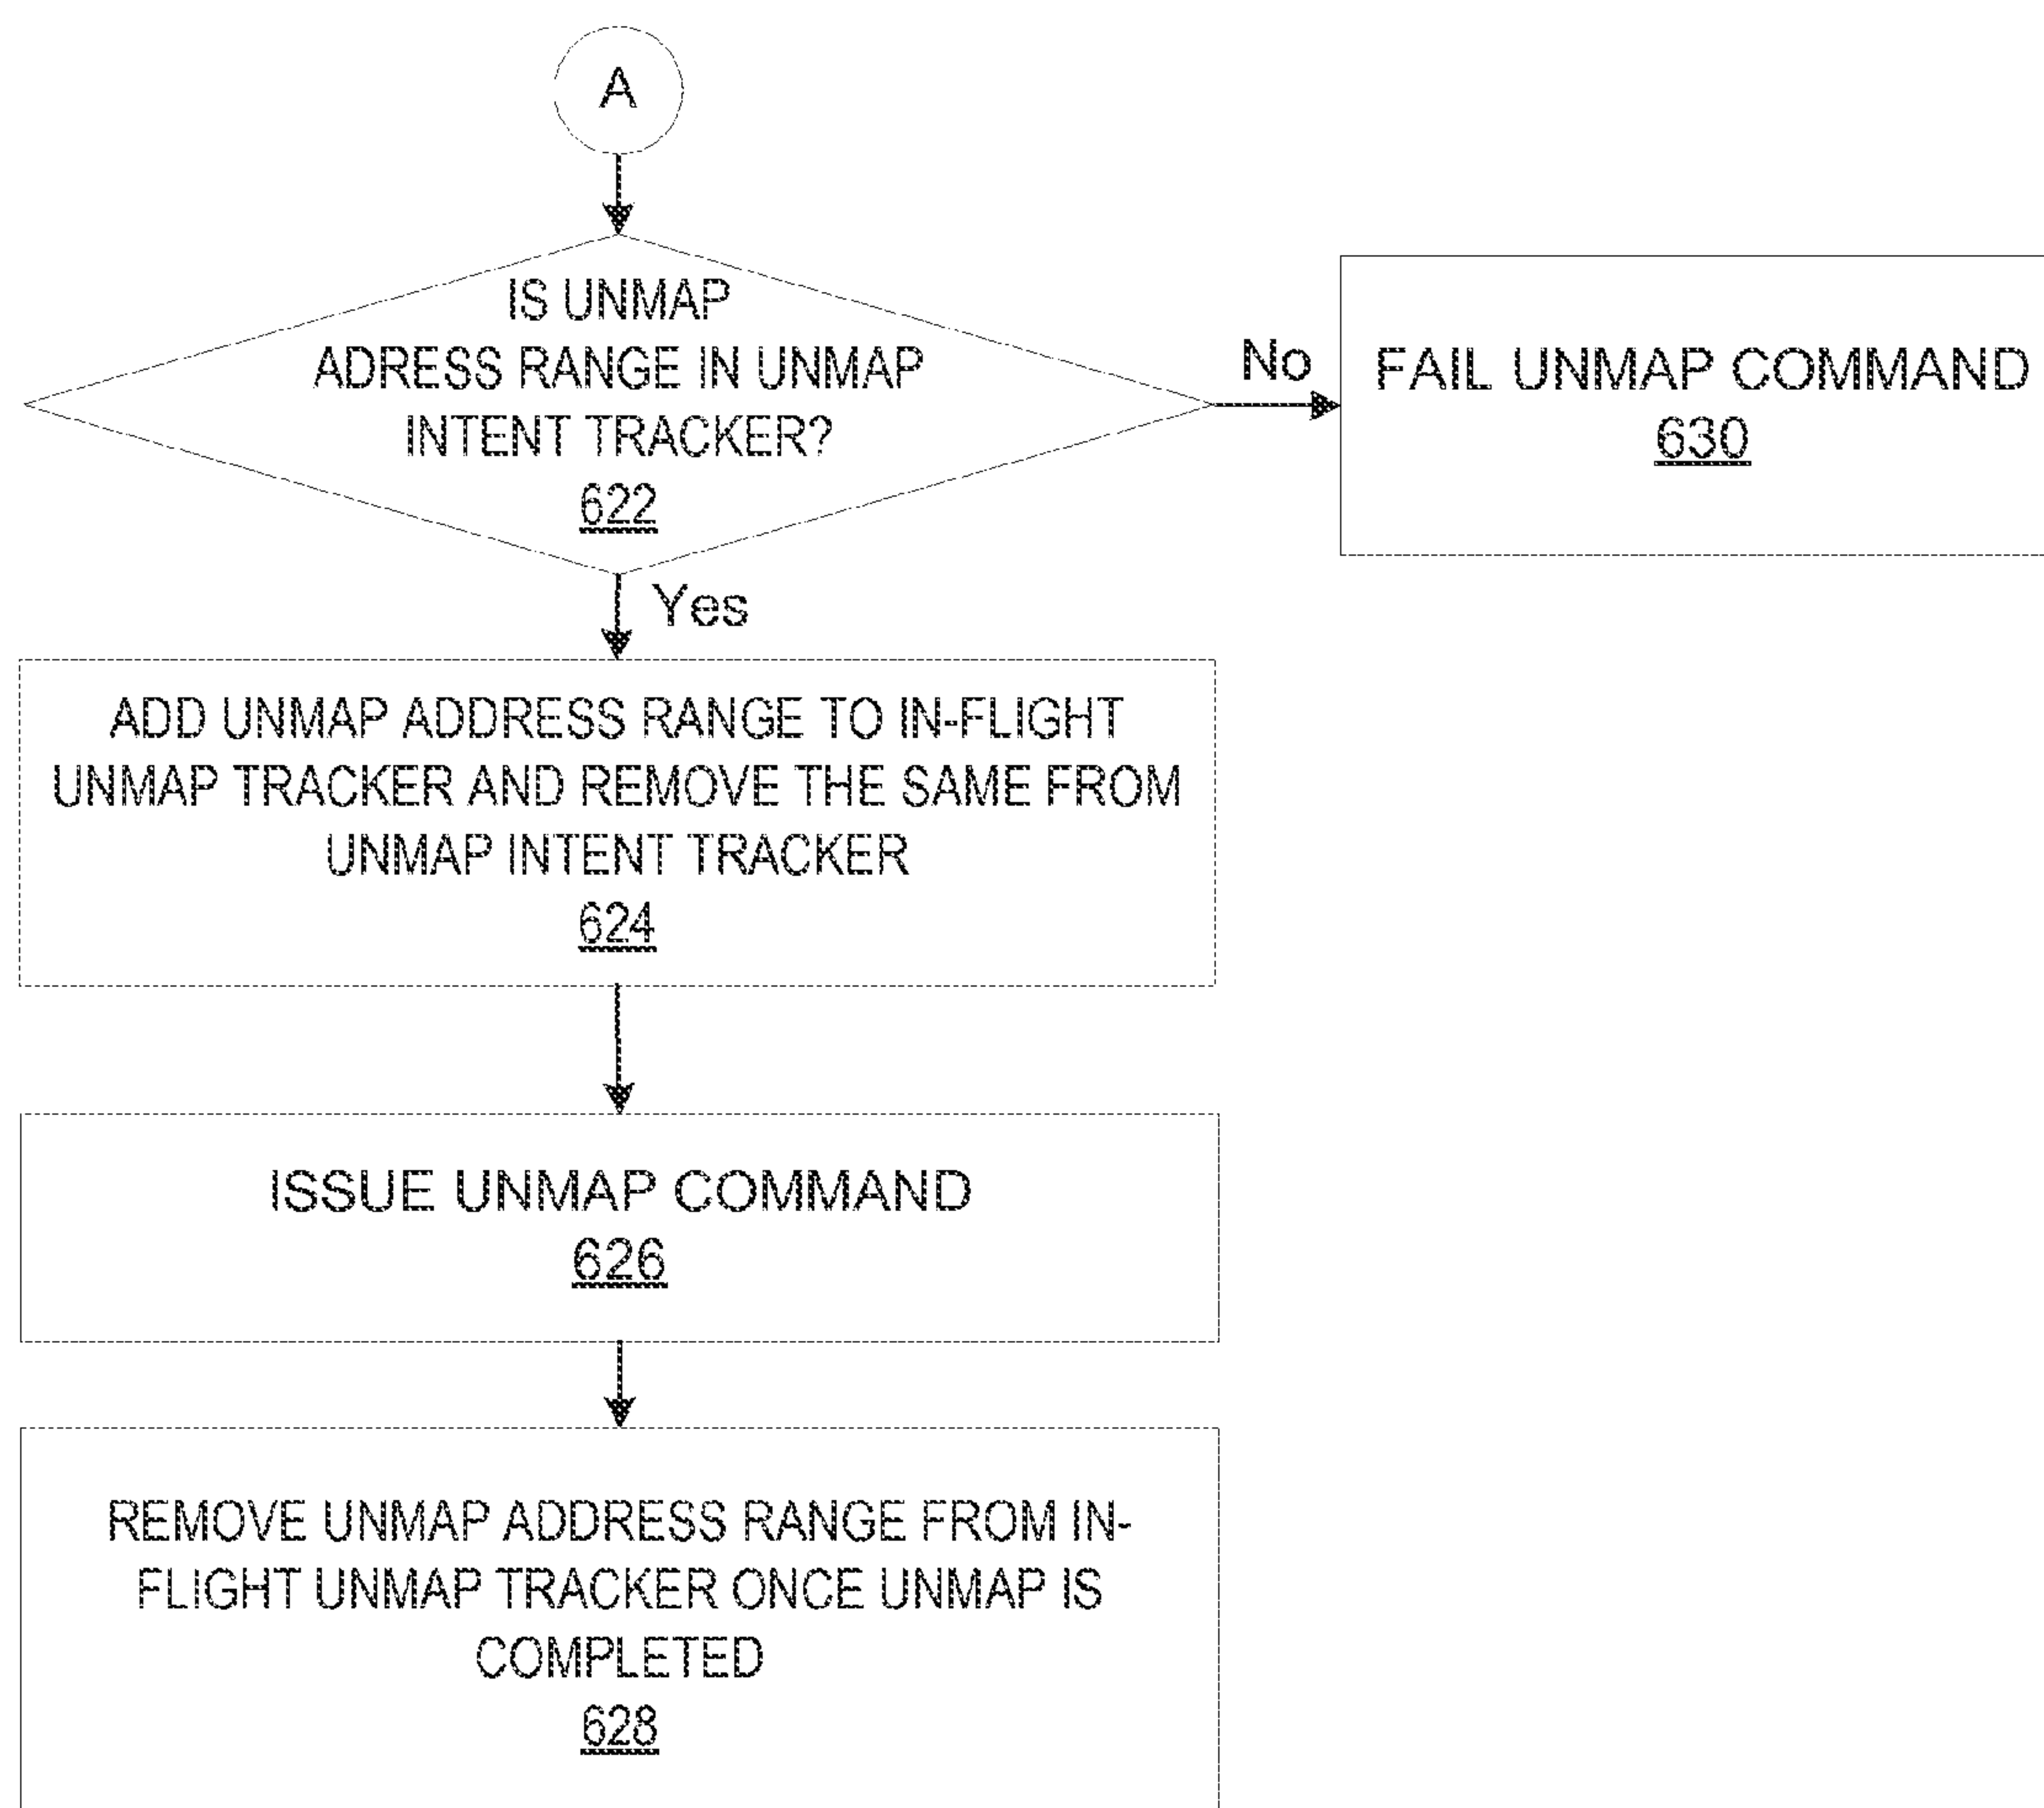 A
IS UNMAP
ADRESS RANGE IN UNMAP
INTENT TRACKER?
622
No
FAIL UNMAP COMMAND
630
Yes
ADD UNMAP ADDRESS RANGE TO IN-FLIGHT
UNMAP TRACKER AND REMOVE THE SAME FROM
UNMAP INTENT TRACKER
624
ISSUE UNMAP COMMAND
626
REMOVE UNMAP ADDRESS RANGE FROM IN-
FLIGHT UNMAP TRACKER ONCE UNMAP IS
COMPLETED
628